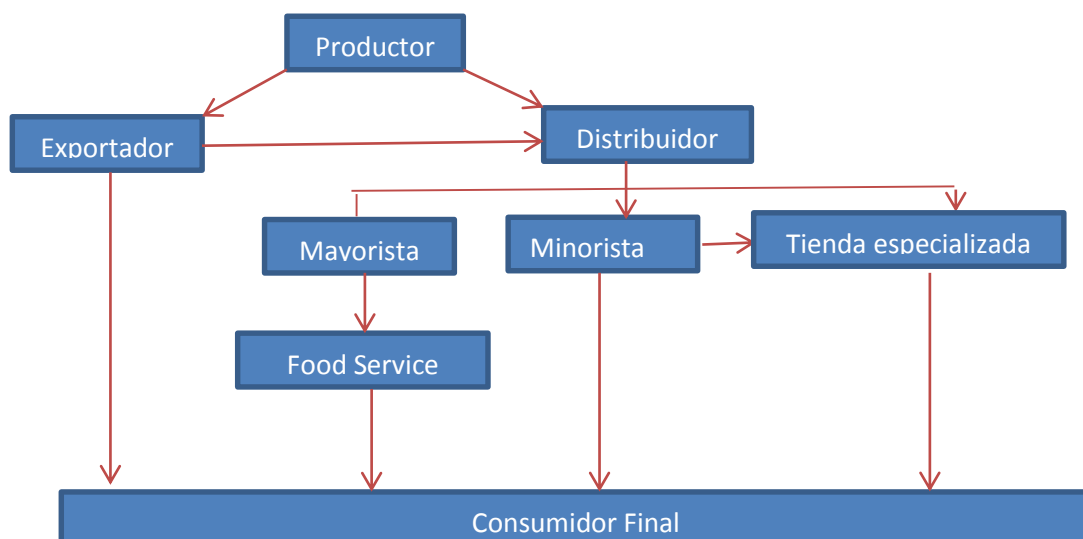 Productor
Exportador
Distribuidor
Mayorista
Minorista
Tienda especializada
Food Service
Consumidor Final